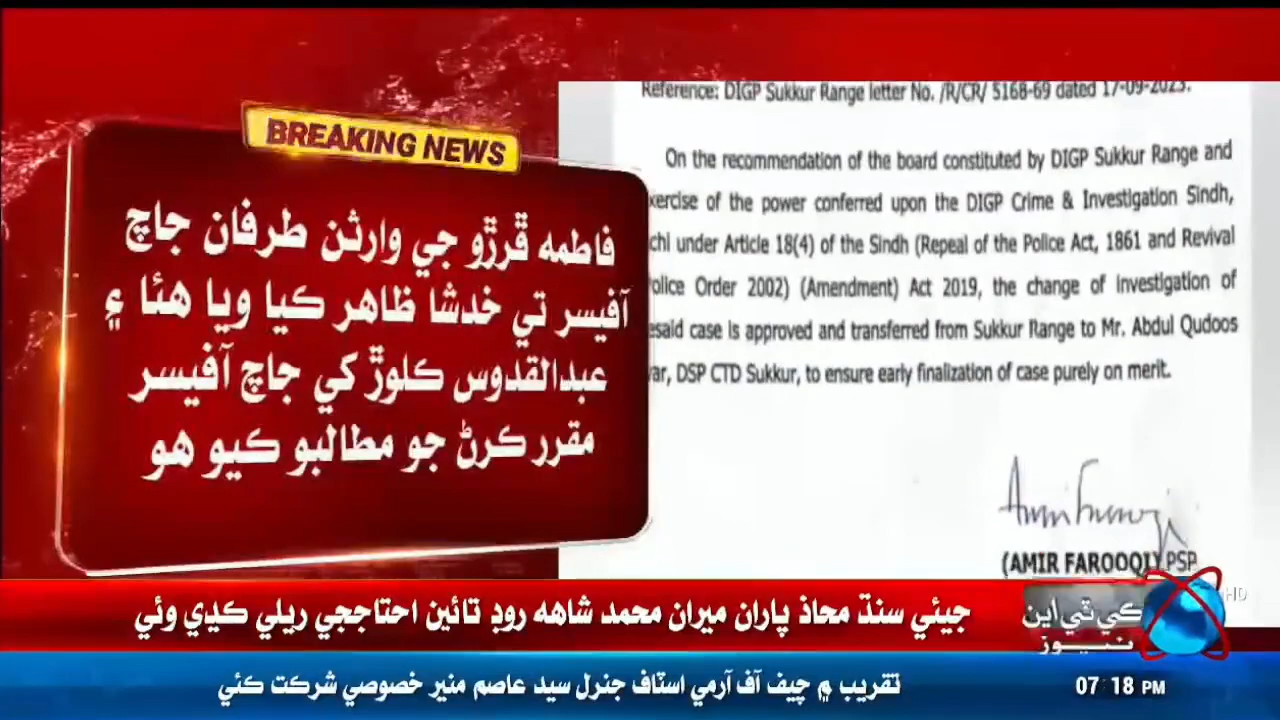 BREAKING NEWS
فاطمه ڦرڙو جي وارثن طرفان جاچ
آفيسر تي خدشا ظاهر ڪيا ويا هئا ۽
عبدالقدوس ڪلوڙ کي جاچ آفيسر
مقرر ڪرڻ جو مطالبو ڪيو هو
Reference: DIGP Sukkur Range letter No. /R/CR/ 5168-69 dated 17-09-2023.
On the recommendation of the board constituted by DIGP Sukkur Range and
xercise of the power conferred upon the DIGP Crime & Investigation Sindh,
chi under Article 18(4) of the Sindh (Repeal of the Police Act, 1861 and Revival
olice Order 2002) (Amendment) Act 2019, the change of investigation of
esaid case is approved and transferred from Sukkur Range to Mr. Abdul Qudoos
ar, DSP CTD Sukkur, to ensure early finalization of case purely on merit.
(AMIR FAROOQI) PSP
جيئي سنڌ محاذ پاران ميران محمد شاهه روڊ تائين احتاججي ريلي ڪڍي وئي
ڪي ٽي اين
نيوز
HD
تقريب ۾ چيف آف آرمي اسٽاف جنرل سيد عاصم منير خصوصي شرڪت ڪئي
07:18 PM